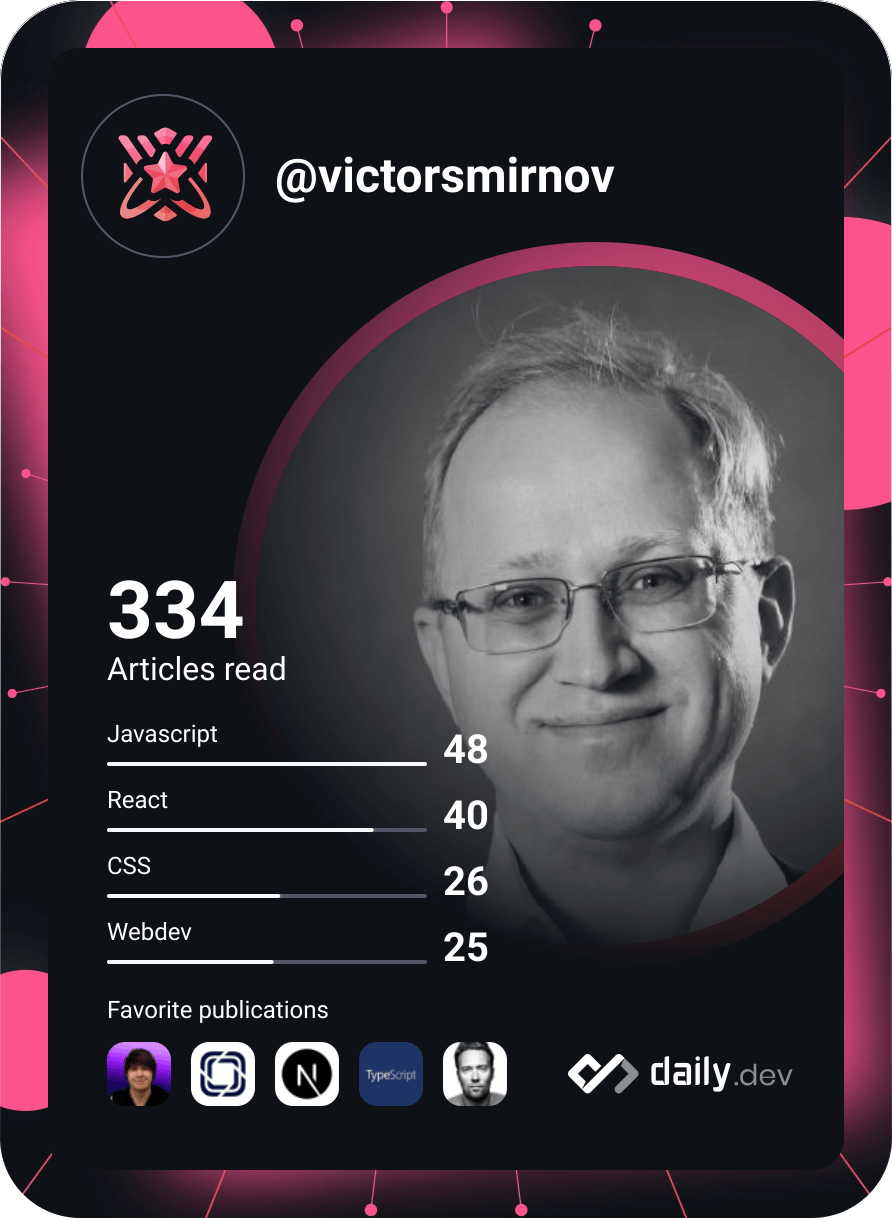 @victorsmirnov
334
Articles read
Javascript
48
React
40
CSS
26
Webdev
25
Favorite publications
N
TypeScript
daily.dev